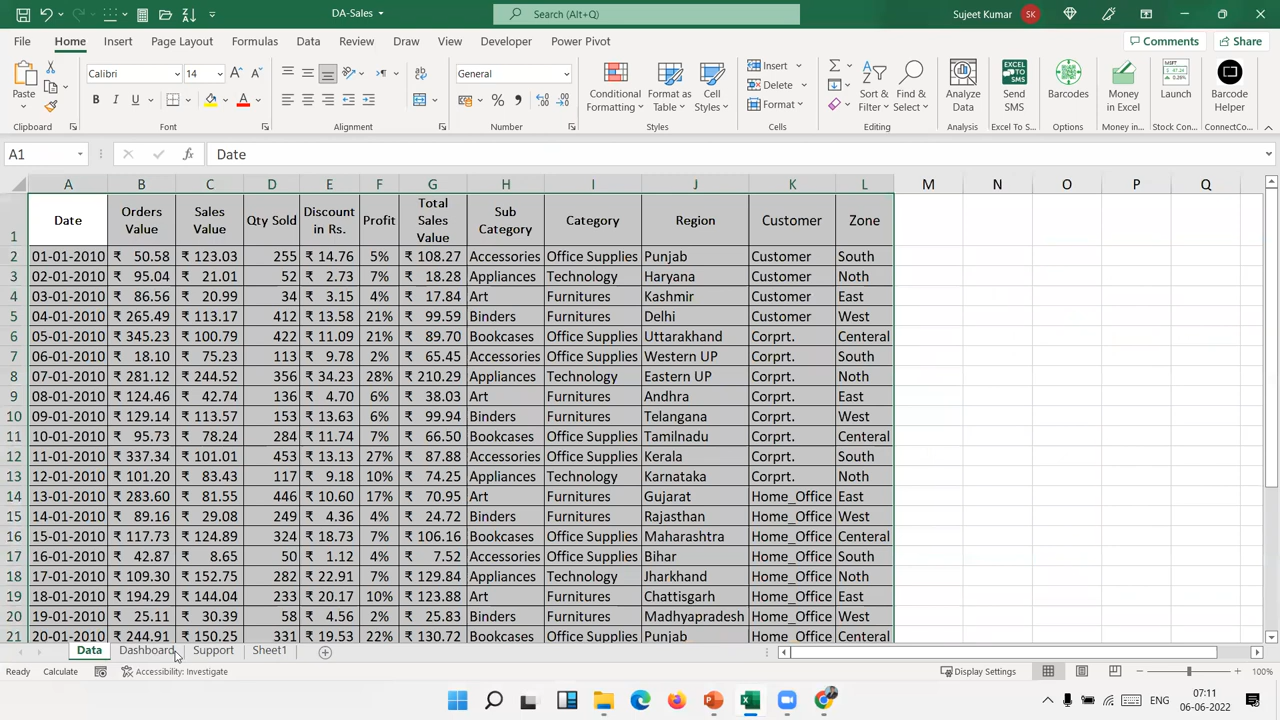 DA-Sales
Search (Alt+Q)
Sujeet Kumar SK
File Home Insert Page Layout Formulas Data Review View Draw Developer Power Pivot
Comments Share
Paste
Calibri 14
B I U
A
General
% ,
Conditional Formatting
Format as Table
Cell Styles
Insert
Delete
Format
Sort & Filter
Find & Select
Analyze Data
Send SMS
Barcodes
Money in Excel
Launch
Barcode Helper
Clipboard Font Alignment Number Styles Cells Editing Analysis Excel To S... Options Money in... Stock Con... ConnectCo...
A1 fx Date
A B C D E F G H I J K L M N O P Q
1 Date Orders Value Sales Value Qty Sold Discount in Rs. Profit Total Sales Value Sub Category Category Region Customer Zone
2 01-01-2010 ₹ 50.58 ₹ 123.03 255 ₹ 14.76 5% ₹ 108.27 Accessories Office Supplies Punjab Customer South
3 02-01-2010 ₹ 95.04 ₹ 21.01 52 ₹ 2.73 7% ₹ 18.28 Appliances Technology Haryana Customer Noth
4 03-01-2010 ₹ 86.56 ₹ 20.99 34 ₹ 3.15 4% ₹ 17.84 Art Furnitures Kashmir Customer East
5 04-01-2010 ₹ 265.49 ₹ 113.17 412 ₹ 13.58 21% ₹ 99.59 Binders Furnitures Delhi Customer West
6 05-01-2010 ₹ 345.23 ₹ 100.79 422 ₹ 11.09 21% ₹ 89.70 Bookcases Office Supplies Uttarakhand Corprt. Centeral
7 06-01-2010 ₹ 18.10 ₹ 75.23 113 ₹ 9.78 2% ₹ 65.45 Accessories Office Supplies Western UP Corprt. South
8 07-01-2010 ₹ 281.12 ₹ 244.52 356 ₹ 34.23 28% ₹ 210.29 Appliances Technology Eastern UP Corprt. Noth
9 08-01-2010 ₹ 124.46 ₹ 42.74 136 ₹ 4.70 6% ₹ 38.03 Art Furnitures Andhra Corprt. East
10 09-01-2010 ₹ 129.14 ₹ 113.57 153 ₹ 13.63 6% ₹ 99.94 Binders Furnitures Telangana Corprt. West
11 10-01-2010 ₹ 95.73 ₹ 78.24 284 ₹ 11.74 7% ₹ 66.50 Bookcases Office Supplies Tamilnadu Corprt. Centeral
12 11-01-2010 ₹ 337.34 ₹ 101.01 453 ₹ 13.13 27% ₹ 87.88 Accessories Office Supplies Kerala Corprt. South
13 12-01-2010 ₹ 101.20 ₹ 83.43 117 ₹ 9.18 10% ₹ 74.25 Appliances Technology Karnataka Corprt. Noth
14 13-01-2010 ₹ 283.60 ₹ 81.55 446 ₹ 10.60 17% ₹ 70.95 Art Furnitures Gujarat Home_Office East
15 14-01-2010 ₹ 89.16 ₹ 29.08 249 ₹ 4.36 4% ₹ 24.72 Binders Furnitures Rajasthan Home_Office West
16 15-01-2010 ₹ 117.73 ₹ 124.89 324 ₹ 18.73 7% ₹ 106.16 Bookcases Office Supplies Maharashtra Home_Office Centeral
17 16-01-2010 ₹ 42.87 ₹ 8.65 50 ₹ 1.12 4% ₹ 7.52 Accessories Office Supplies Bihar Home_Office South
18 17-01-2010 ₹ 109.30 ₹ 152.75 282 ₹ 22.91 7% ₹ 129.84 Appliances Technology Jharkhand Home_Office Noth
19 18-01-2010 ₹ 194.29 ₹ 144.04 233 ₹ 20.17 10% ₹ 123.88 Art Furnitures Chattisgarh Home_Office East
20 19-01-2010 ₹ 25.11 ₹ 30.39 58 ₹ 4.56 2% ₹ 25.83 Binders Furnitures Madhyapradesh Home_Office West
21 20-01-2010 ₹ 244.91 ₹ 150.25 331 ₹ 19.53 22% ₹ 130.72 Bookcases Office Supplies Punjab Home_Office Centeral
Data Dashboard Support Sheet1
Ready Calculate Accessibility: Investigate Display Settings 100%
ENG
07:11
06-06-2022